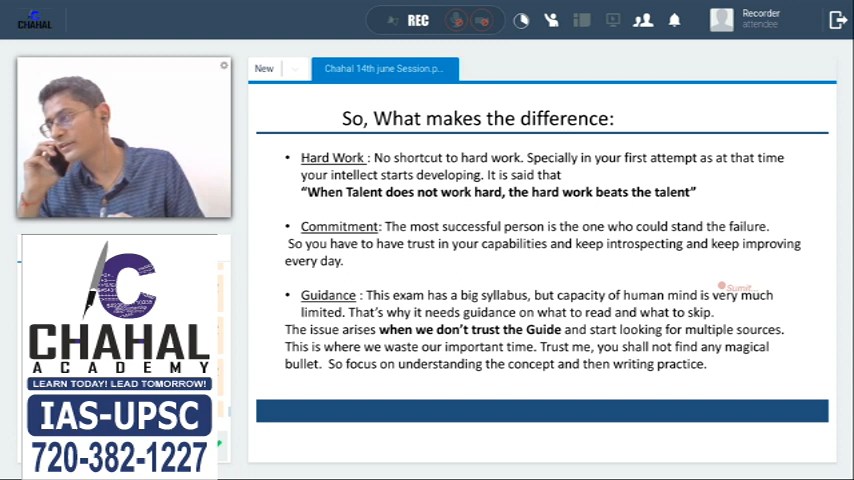 CHAHAL
REC
Recorder
attendee
New
Chahal 14th june Session.p...
So, What makes the difference:
• Hard Work : No shortcut to hard work. Specially in your first attempt as at that time
your intellect starts developing. It is said that
“When Talent does not work hard, the hard work beats the talent”
• Commitment: The most successful person is the one who could stand the failure.
So you have to have trust in your capabilities and keep introspecting and keep improving
every day.
Sumit...
• Guidance : This exam has a big syllabus, but capacity of human mind is very much
limited. That’s why it needs guidance on what to read and what to skip.
The issue arises when we don’t trust the Guide and start looking for multiple sources.
This is where we waste our important time. Trust me, you shall not find any magical
bullet. So focus on understanding the concept and then writing practice.
C
CHAHAL
ACADEMY
LEARN TODAY! LEAD TOMORROW!
IAS-UPSC
720-382-1227